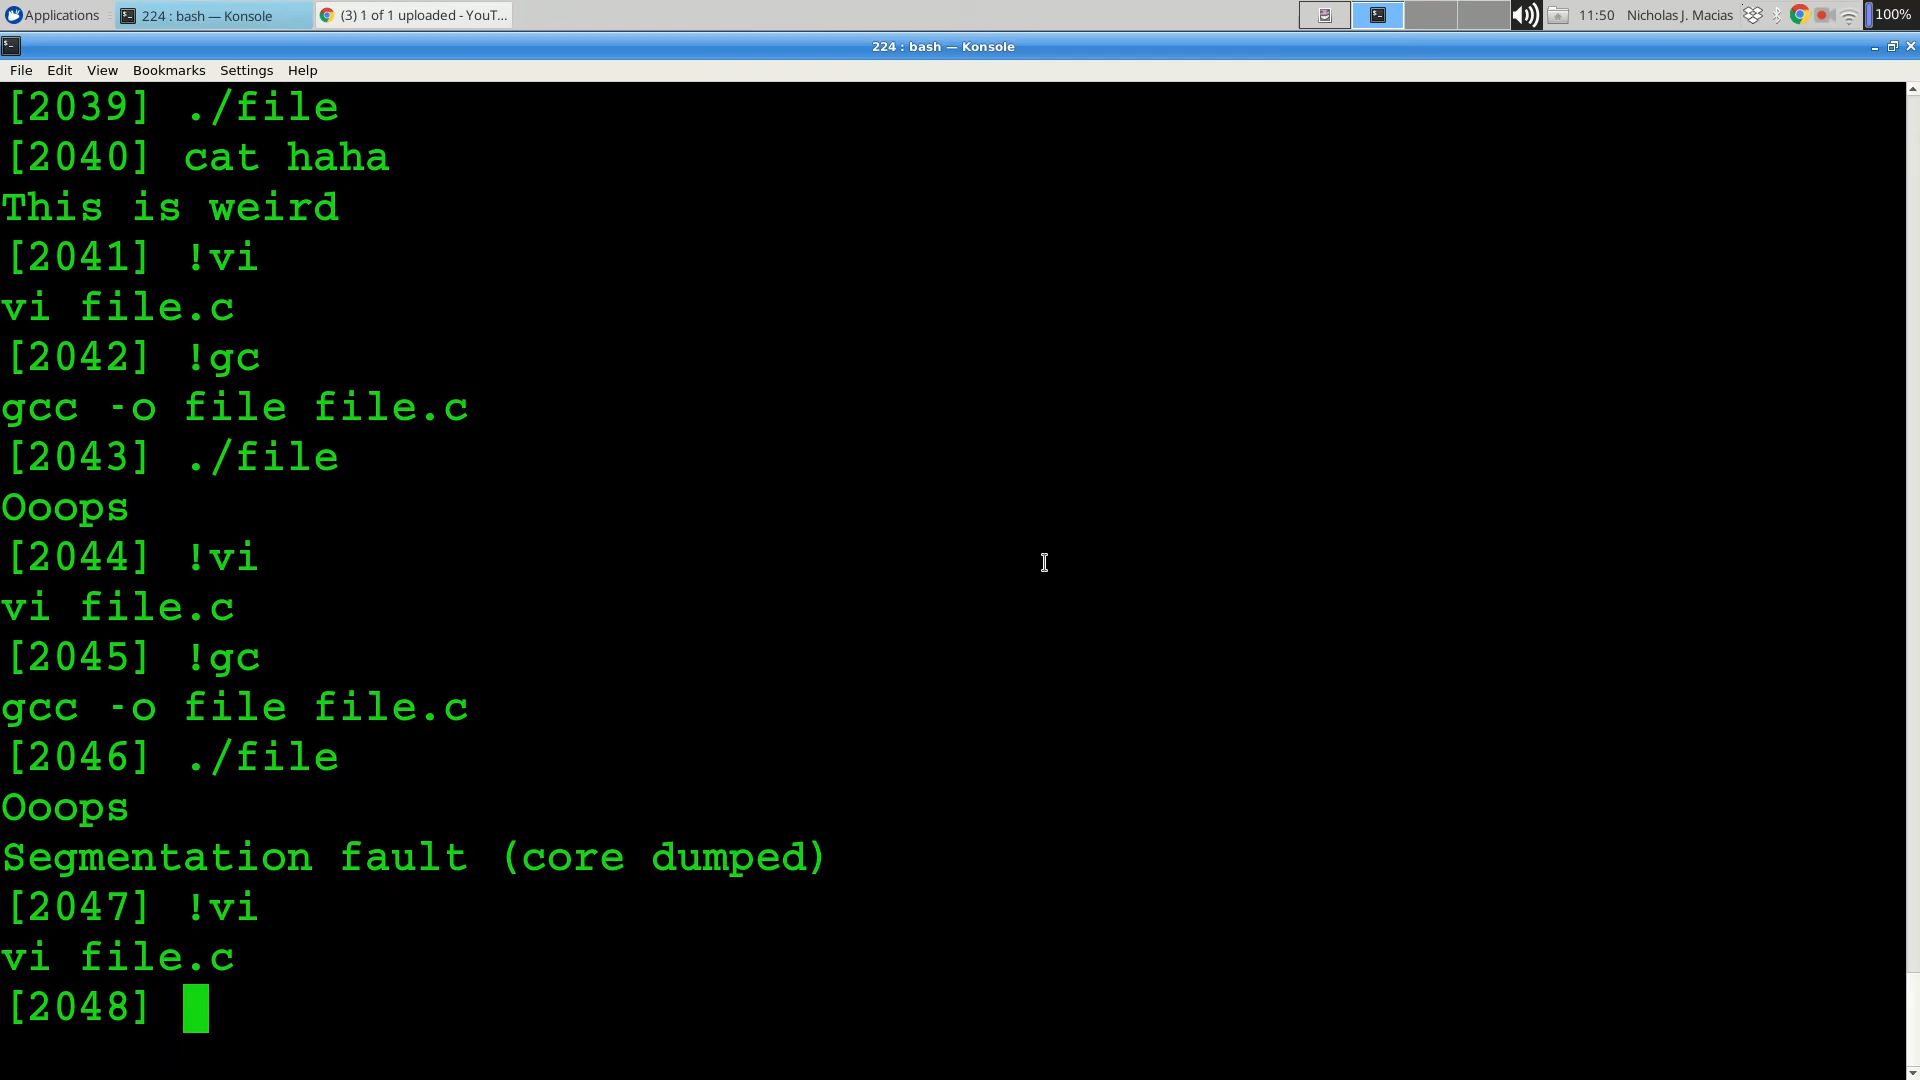 Applications 224 : bash — Konsole (3) 1 of 1 uploaded - YouT... 11:50 Nicholas J. Macias 100%
224 : bash — Konsole
File Edit View Bookmarks Settings Help
[2039] ./file
[2040] cat haha
This is weird
[2041] !vi
vi file.c
[2042] !gc
gcc -o file file.c
[2043] ./file
Ooops
[2044] !vi
vi file.c
[2045] !gc
gcc -o file file.c
[2046] ./file
Ooops
Segmentation fault (core dumped)
[2047] !vi
vi file.c
[2048]